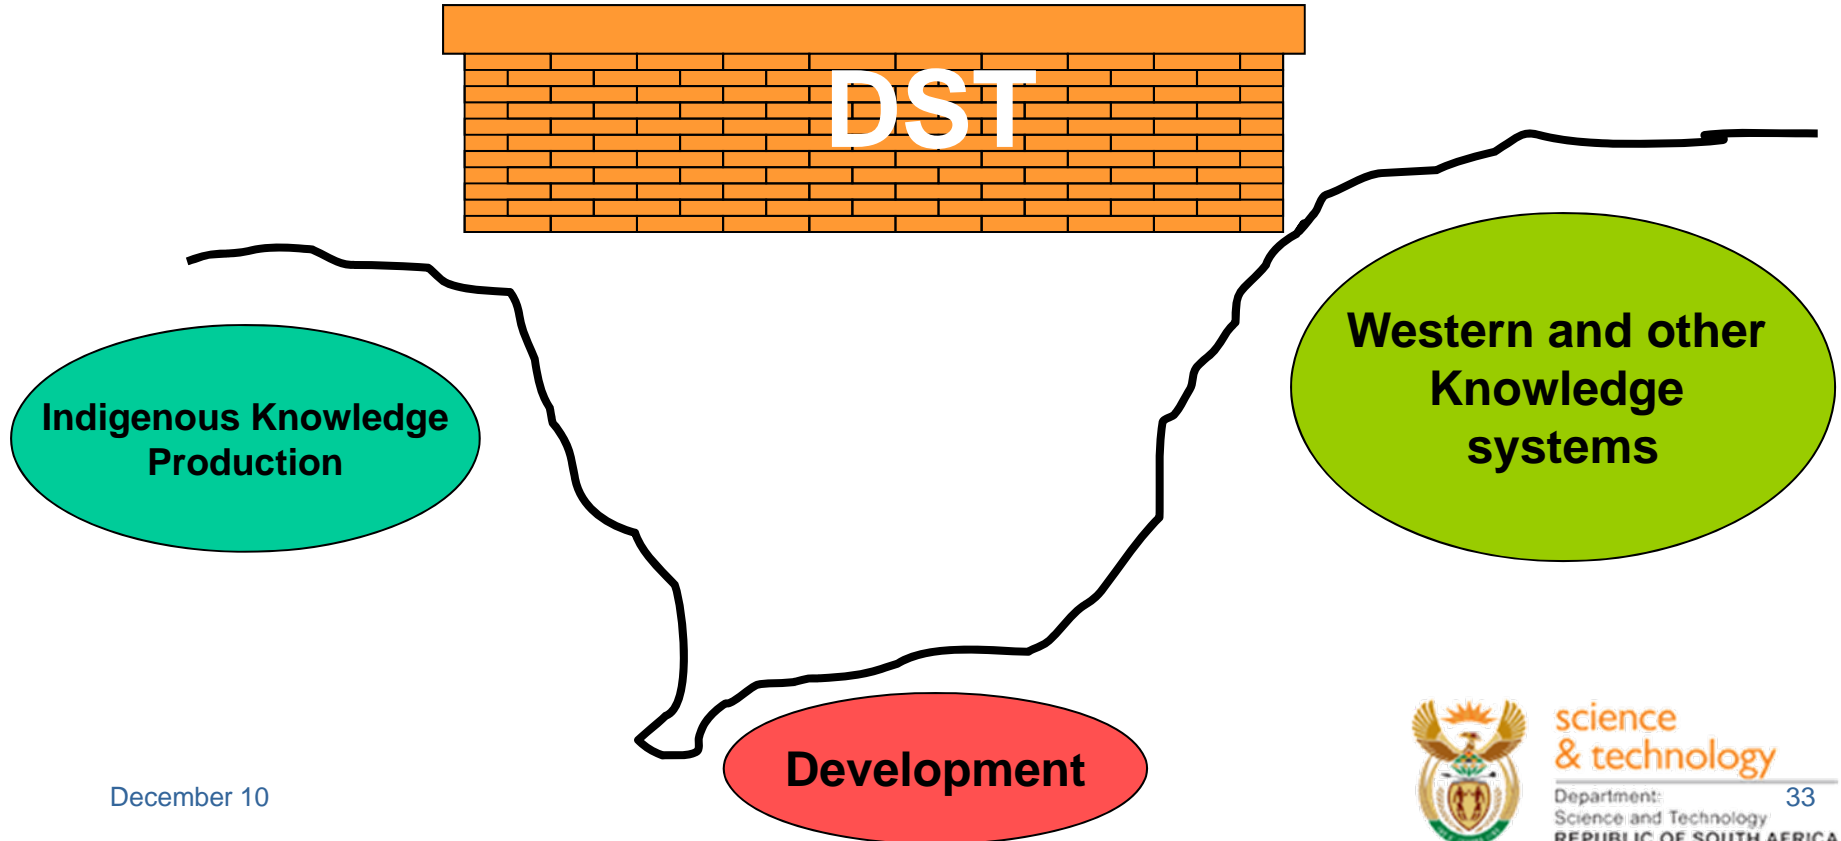 DST
Indigenous Knowledge
Production
Western and other
Knowledge
systems
Development
December 10
science
& technology
Department:
Science and Technology
REPUBLIC OF SOUTH AFRICA
33